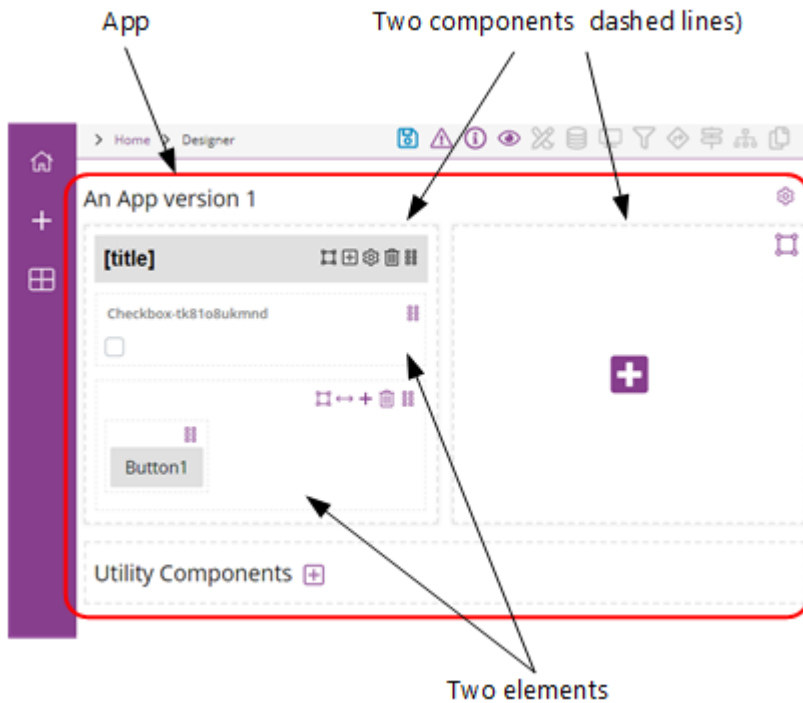 App
Two components dashed lines)
Home Designer
An App version 1
[title]
Checkbox-tk81o8ukmnd
Button1
Utility Components
Two elements